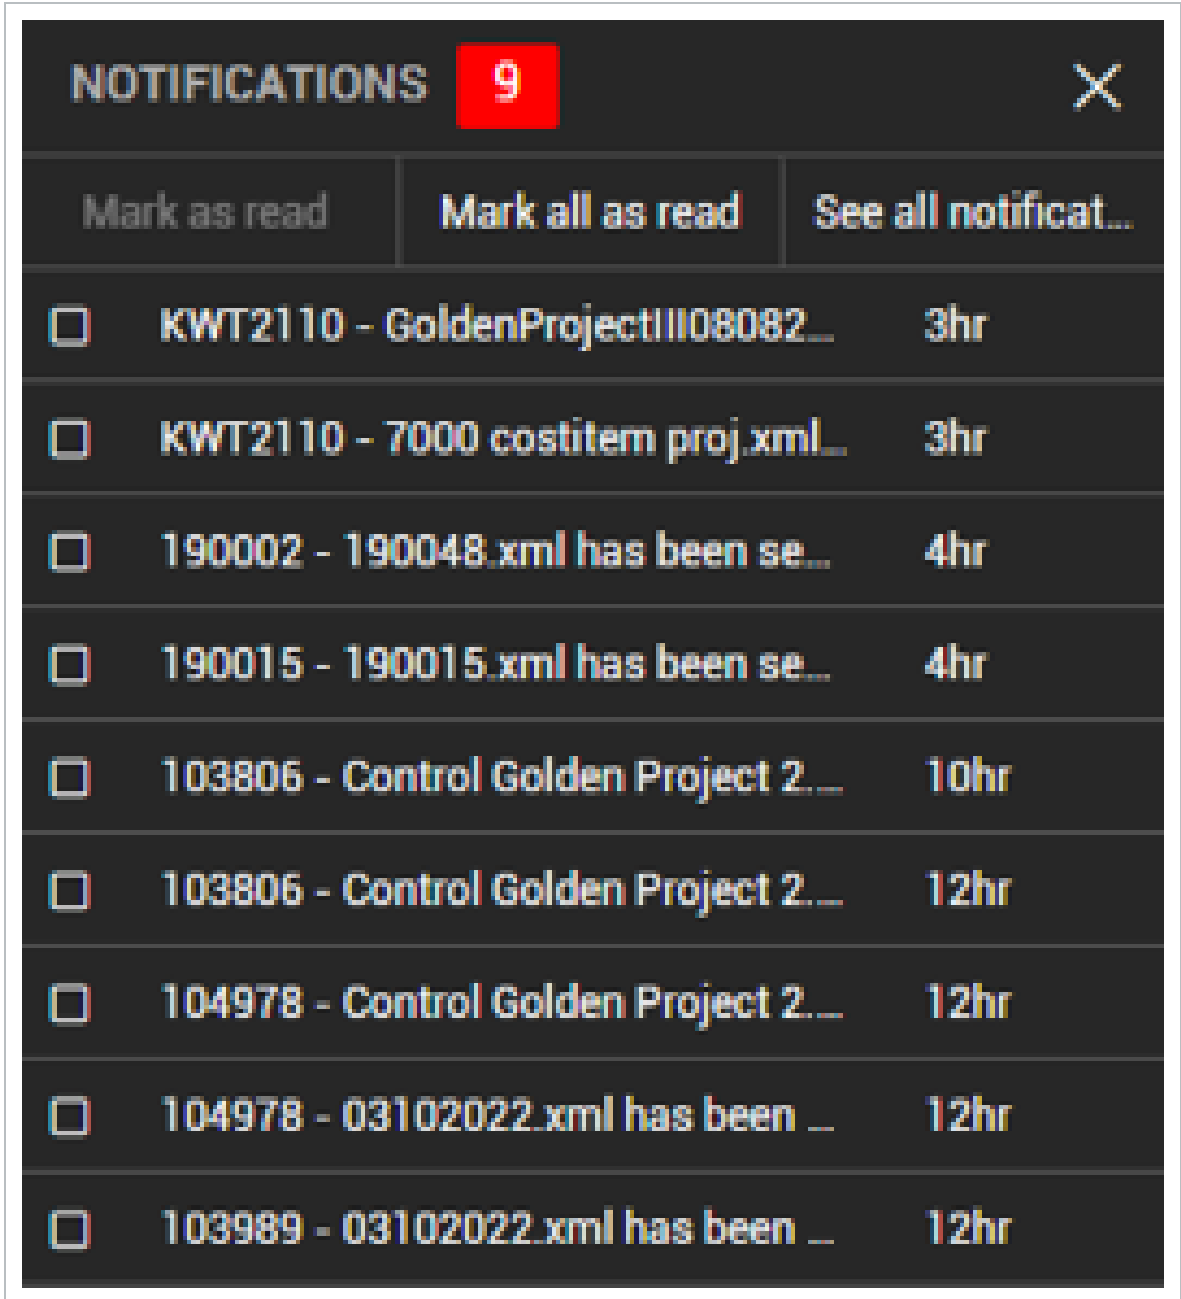 NOTIFICATIONS 9
Mark as read Mark all as read See all notificat...
KWT2110 - GoldenProjectIII08082... 3hr
KWT2110 - 7000 costitem proj.xml... 3hr
190002 - 190048.xml has been se... 4hr
190015 - 190015.xml has been se... 4hr
103806 - Control Golden Project 2.... 10hr
103806 - Control Golden Project 2.... 12hr
104978 - Control Golden Project 2.... 12hr
104978 - 03102022.xml has been ... 12hr
103989 - 03102022.xml has been ... 12hr